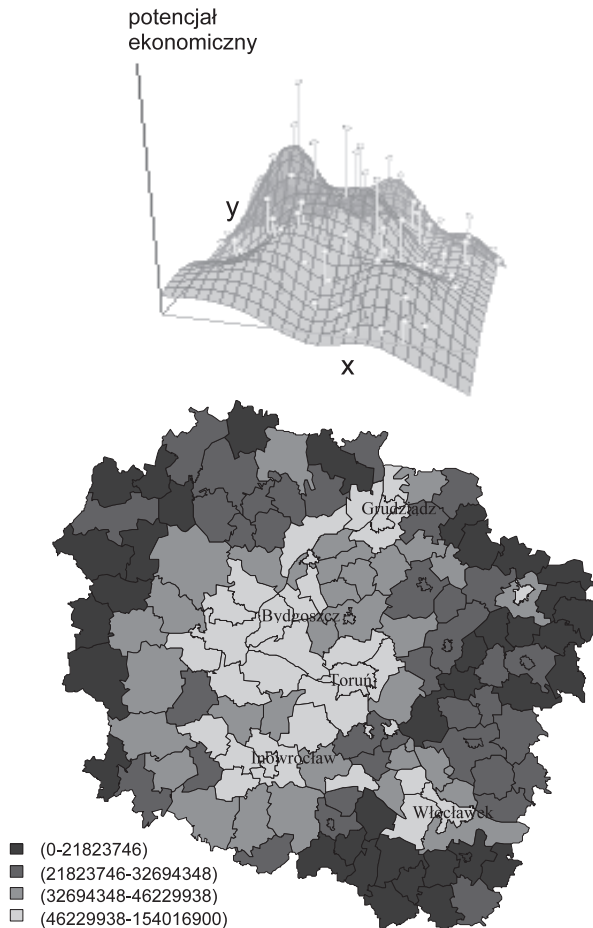 potencjał
ekonomiczny
y
x
Grudziądz
Bydgoszcz
Toruń
Inowrocław
Włocławek
(0-21823746)
(21823746-32694348)
(32694348-46229938)
(46229938-154016900)